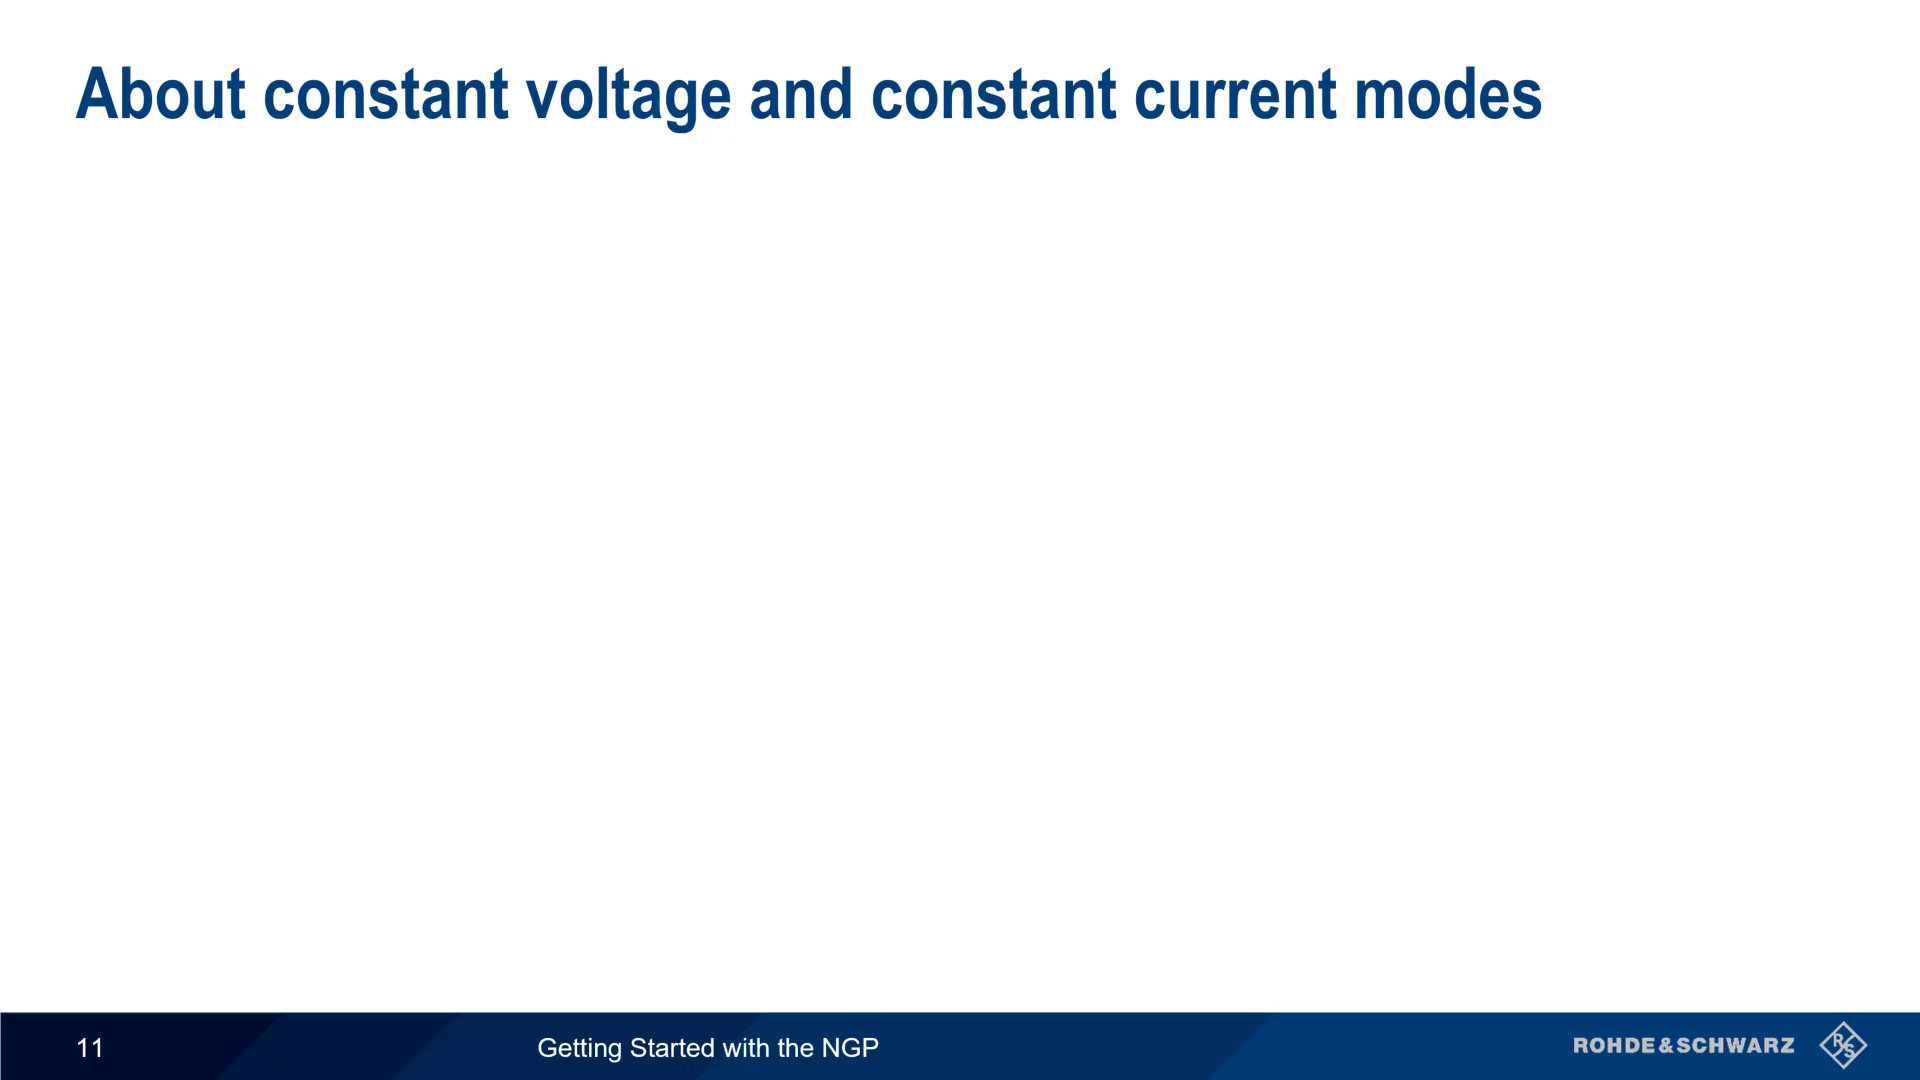 About constant voltage and constant current modes
11
Getting Started with the NGP
ROHDE&SCHWARZ
R
S